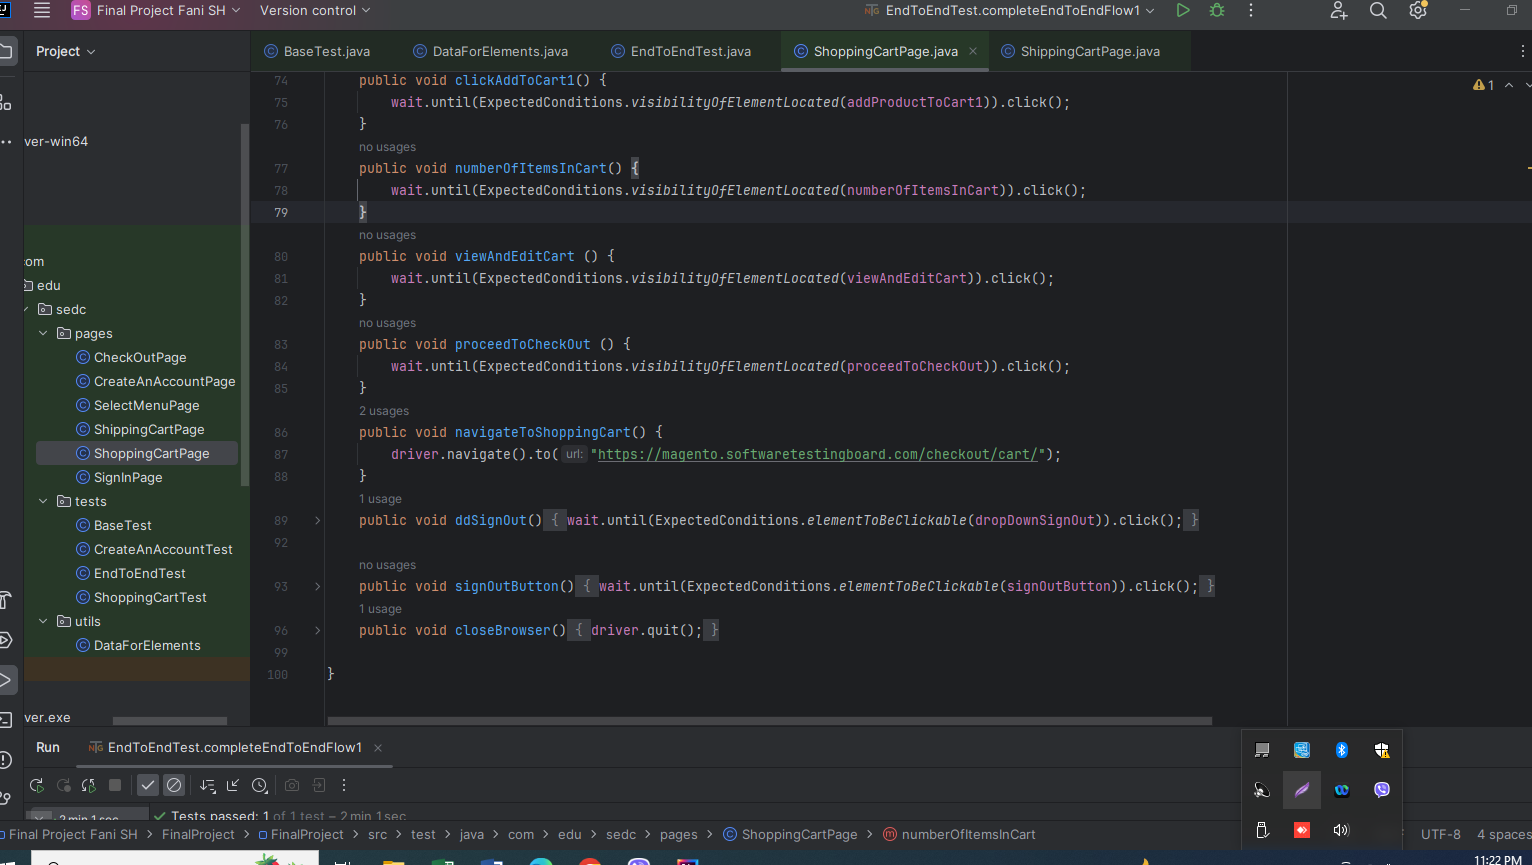 FS Final Project Fani SH Version control EndToEndTest.completeEndToEndFlow1
Project
BaseTest.java DataForElements.java EndToEndTest.java ShoppingCartPage.java ShippingCartPage.java
ver-win64
com
edu
sedc
pages
CheckOutPage
CreateAnAccountPage
SelectMenuPage
ShippingCartPage
ShoppingCartPage
SignInPage
tests
BaseTest
CreateAnAccountTest
EndToEndTest
ShoppingCartTest
utils
DataForElements
ver.exe
1
74 public void clickAddToCart1() {
75 wait.until(ExpectedConditions.visibilityOfElementLocated(addProductToCart1)).click();
76 }
no usages
77 public void numberOfItemsInCart() {
78 wait.until(ExpectedConditions.visibilityOfElementLocated(numberOfItemsInCart)).click();
79 }
no usages
80 public void viewAndEditCart () {
81 wait.until(ExpectedConditions.visibilityOfElementLocated(viewAndEditCart)).click();
82 }
no usages
83 public void proceedToCheckOut () {
84 wait.until(ExpectedConditions.visibilityOfElementLocated(proceedToCheckOut)).click();
85 }
2 usages
86 public void navigateToShoppingCart() {
87 driver.navigate().to( url: "https://magento.softwaretestingboard.com/checkout/cart/");
88 }
1 usage
89 public void ddSignOut() { wait.until(ExpectedConditions.elementToBeClickable(dropDownSignOut)).click(); }
92
no usages
93 public void signOutButton() { wait.until(ExpectedConditions.elementToBeClickable(signOutButton)).click(); }
1 usage
96 public void closeBrowser() { driver.quit(); }
99
100 }
Run EndToEndTest.completeEndToEndFlow1
2 min 1 sec Tests passed: 1 of 1 test – 2 min 1 sec
Final Project Fani SH FinalProject FinalProject src test java com edu sedc pages ShoppingCartPage numberOfItemsInCart UTF-8 4 spaces
11:22 PM